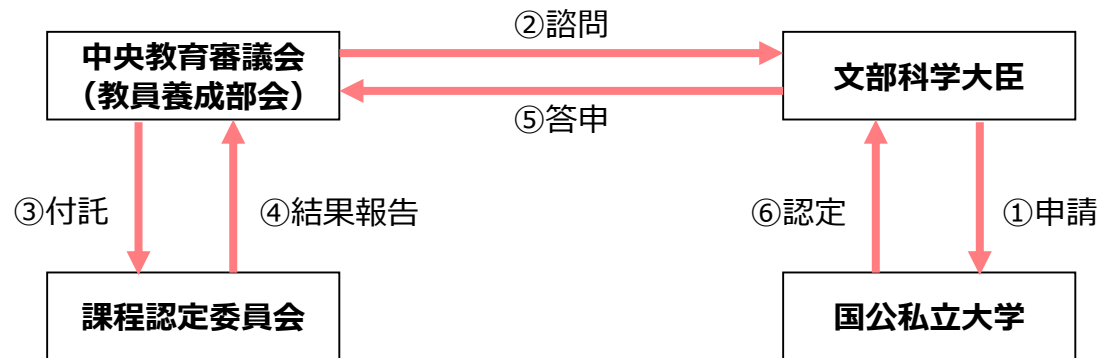 ②諮問
中央教育審議会
（教員養成部会）
文部科学大臣
⑤答申
③付託
④結果報告
⑥認定
①申請
課程認定委員会
国公私立大学